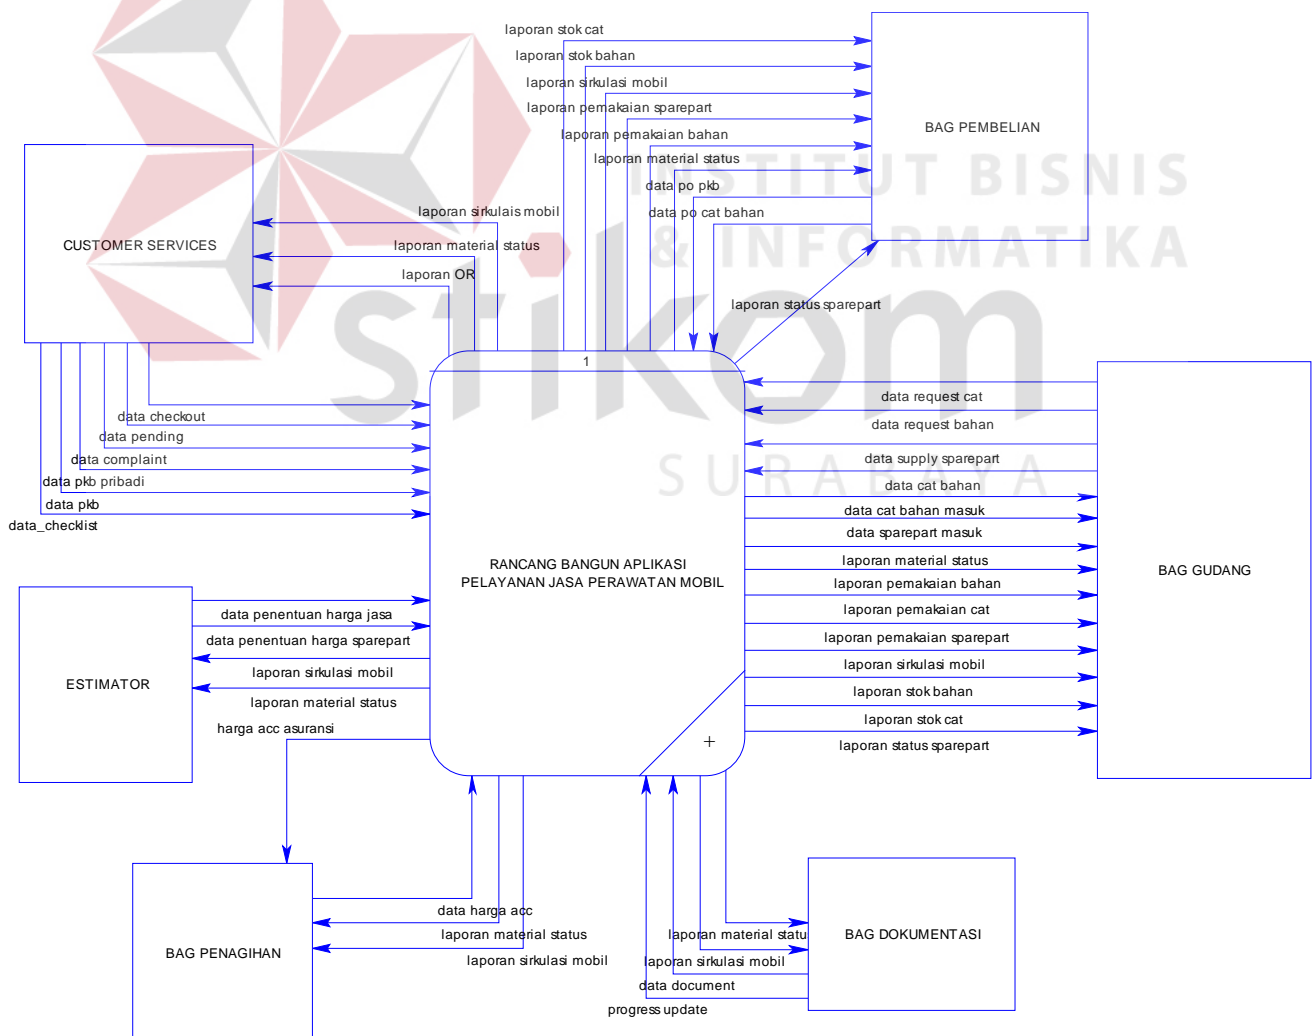 laporan stok cat
laporan stok bahan
laporan sirkulasi mobil
laporan pemakaian sparepart
laporan pemakaian bahan
laporan material status
data po pkb
data po cat bahan
BAG PEMBELIAN
INSTITUT BISNIS
& INFORMATIKA
stikom
SURABAYA
CUSTOMER SERVICES
laporan sirkulais mobil
laporan material status
laporan OR
laporan status sparepart
1
data checkout
data pending
data complaint
data pkb pribadi
data pkb
data_checklist
data request cat
data request bahan
data supply sparepart
data cat bahan
data cat bahan masuk
data sparepart masuk
laporan material status
laporan pemakaian bahan
laporan pemakaian cat
laporan pemakaian sparepart
laporan sirkulasi mobil
laporan stok bahan
laporan stok cat
laporan status sparepart
BAG GUDANG
RANCANG BANGUN APLIKASI
PELAYANAN JASA PERAWATAN MOBIL
+
ESTIMATOR
data penentuan harga jasa
data penentuan harga sparepart
laporan sirkulasi mobil
laporan material status
harga acc asuransi
BAG PENAGIHAN
data harga acc
laporan material status
laporan sirkulasi mobil
laporan material statu
laporan sirkulasi mobil
data document
progress update
BAG DOKUMENTASI